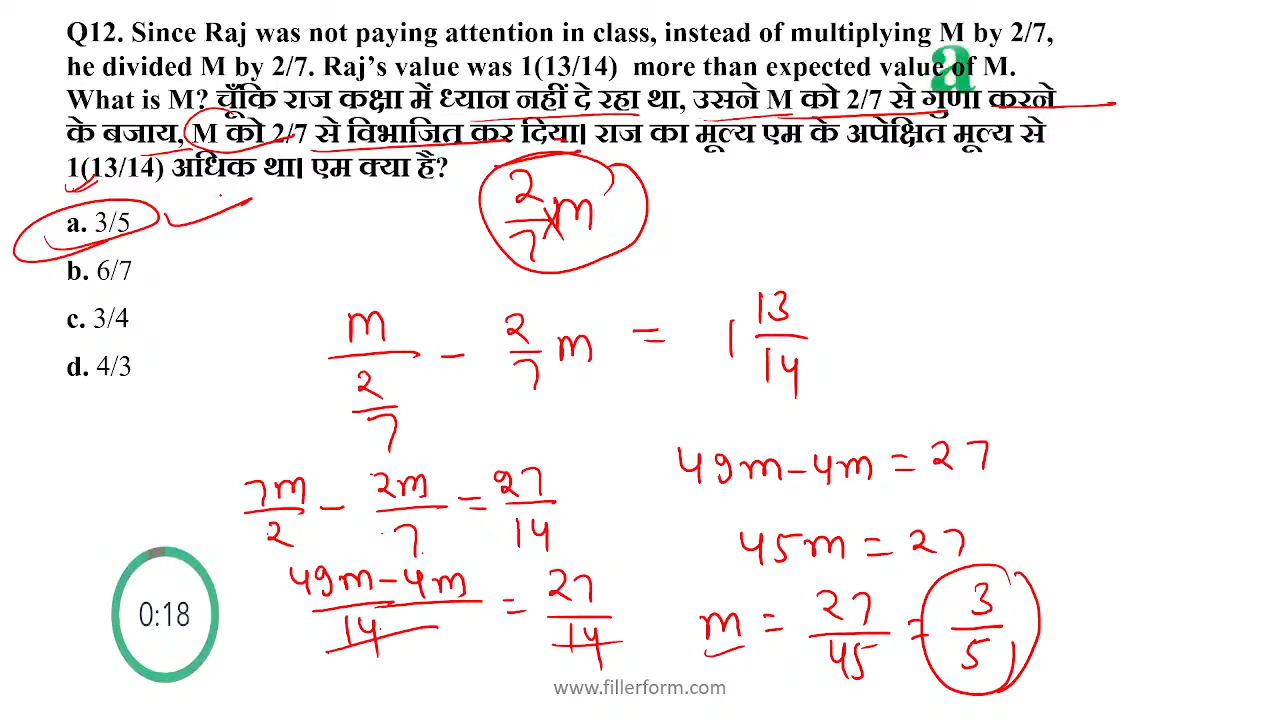 Q12. Since Raj was not paying attention in class, instead of multiplying M by 2/7,
he divided M by 2/7. Raj's value was 1(13/14) more than expected value of M.
a
What is M? चूँकि राज कक्षा में ध्यान नहीं दे रहा था, उसने M को 2/7 से गुणा करने
के बजाय, M को 2/7 से विभाजित कर दिया। राज का मूल्य एम के अपेक्षित मूल्य से
1(13/14) अधिक था। एम क्या है?
a. 3/5
b. 6/7
c. 3/4
d. 4/3
2/7 × m
m/(2/7) - 2/7 m = 1 13/14
7m/2 - 2m/7 = 27/14
49m-4m/14 = 27/14
49m-4m = 27
45m = 27
m = 27/45 = 3/5
0:18
www.fillerform.com